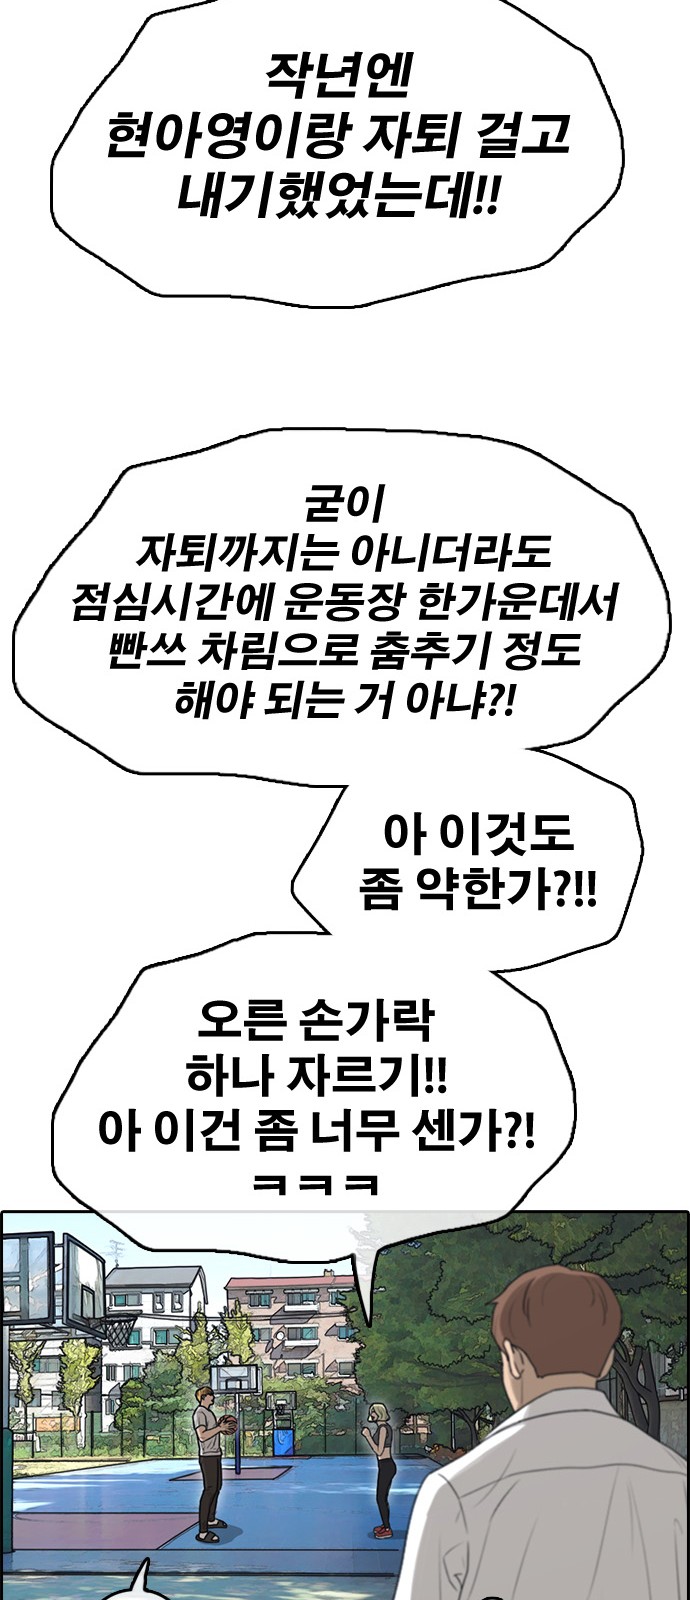 작년엔
현아영이랑 자퇴 걸고
내기했었는데!!
굳이
자퇴까지는 아니더라도
점심시간에 운동장 한가운데서
빤쓰 차림으로 춤추기 정도
해야 되는 거 아냐?!
아 이것도
좀 약한가?!!
오른 손가락
하나 자르기!!
아 이건 좀 너무 센가?!
ㅋㅋㅋ